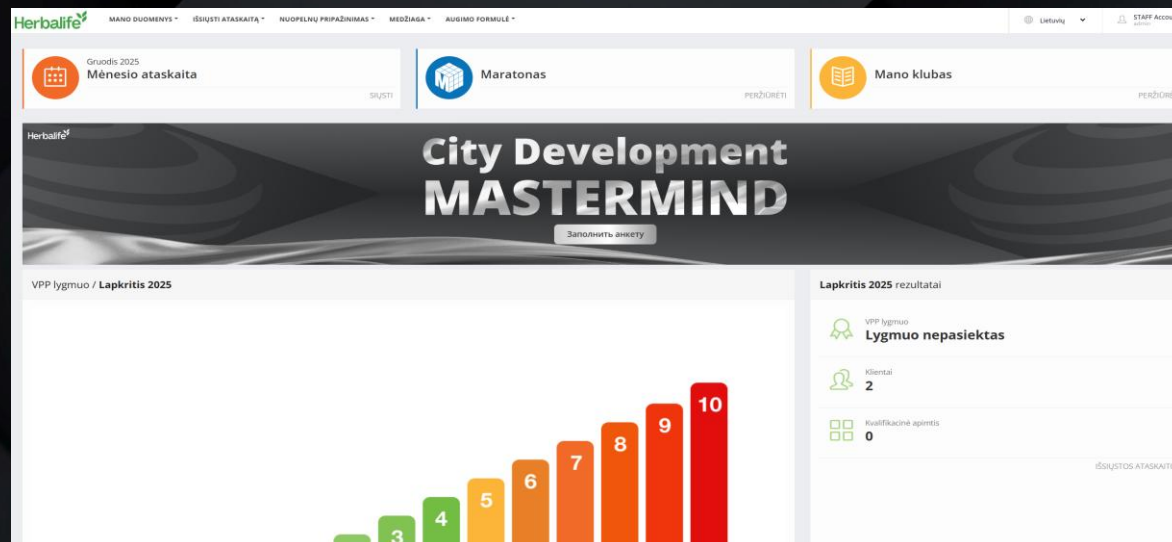 Herbalife
MANO DUOMENYS
IŠSIŲSTI ATASKAITĄ
NUOPELNŲ PRIPAŽINIMAS
MEDŽIAGA
AUGIMO FORMULĖ
Lietuvių
STAFF Accou
admin
Gruodis 2025
Mėnesio ataskaita
SIŲSTI
M
Maratonas
PERŽIŪRĖTI
Mano klubas
PERŽIŪRĖ
Herbalife
City Development
MASTERMIND
Заполнить анкету
VPP lygmuo / Lapkritis 2025
3
4
5
6
7
8
9
10
Lapkritis 2025 rezultatai
VPP lygmuo
Lygmuo nepasiektas
Klientai
2
Kvalifikacinė apimtis
0
IŠSIŲSTOS ATASKAITO